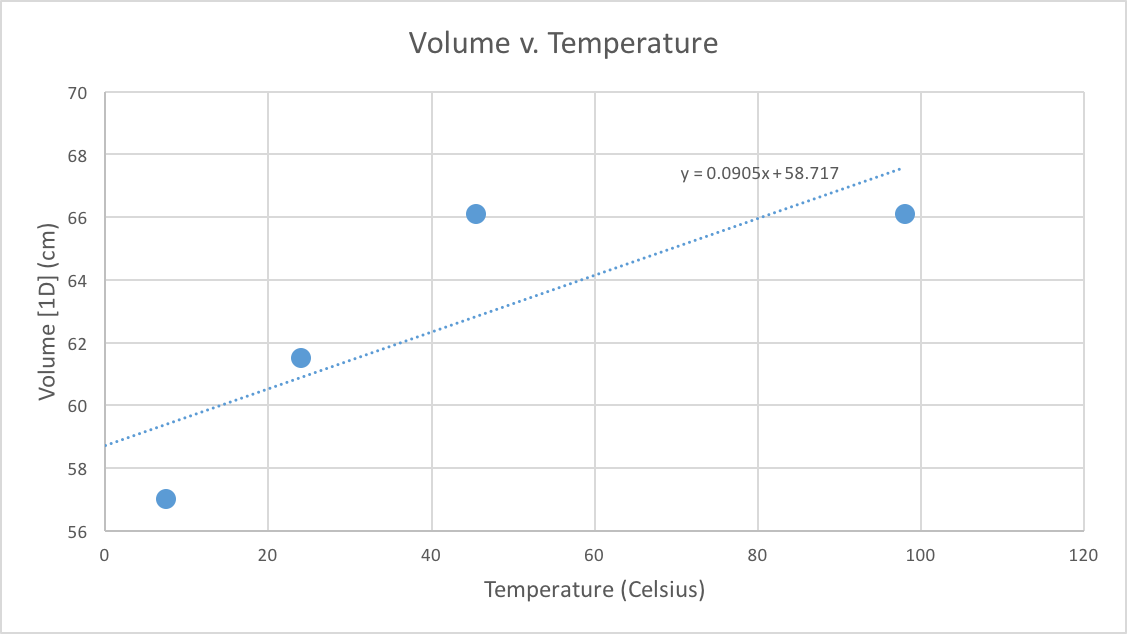 Volume v. Temperature
70
68
y = 0.0905x + 58.717
66
64
62
60
58
56
Volume [1D] (cm)
0 20 40 60 80 100 120
Temperature (Celsius)